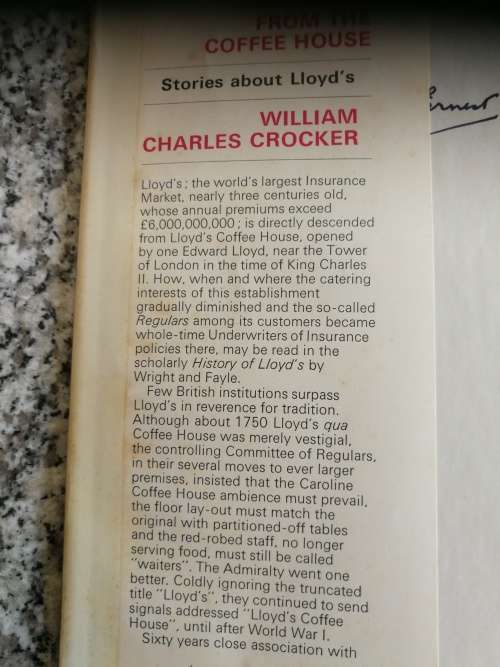 FROM THE
COFFEE HOUSE
Stories about Lloyd's
WILLIAM
CHARLES CROCKER
Lloyd's; the world's largest Insurance
Market, nearly three centuries old,
whose annual premiums exceed
£6,000,000,000; is directly descended
from Lloyd's Coffee House, opened
by one Edward Lloyd, near the Tower
of London in the time of King Charles
II. How, when and where the catering
interests of this establishment
gradually diminished and the so-called
Regulars among its customers became
whole-time Underwriters of Insurance
policies there, may be read in the
scholarly History of Lloyd's by
Wright and Fayle.
Few British institutions surpass
Lloyd's in reverence for tradition.
Although about 1750 Lloyd's qua
Coffee House was merely vestigial,
the controlling Committee of Regulars,
in their several moves to ever larger
premises, insisted that the Caroline
Coffee House ambience must prevail,
the floor lay-out must match the
original with partitioned-off tables
and the red-robed staff, no longer
serving food, must still be called
"waiters". The Admiralty went one
better. Coldly ignoring the truncated
title "Lloyd's", they continued to send
signals addressed "Lloyd's Coffee
House", until after World War I.
Sixty years close association with
Ernest